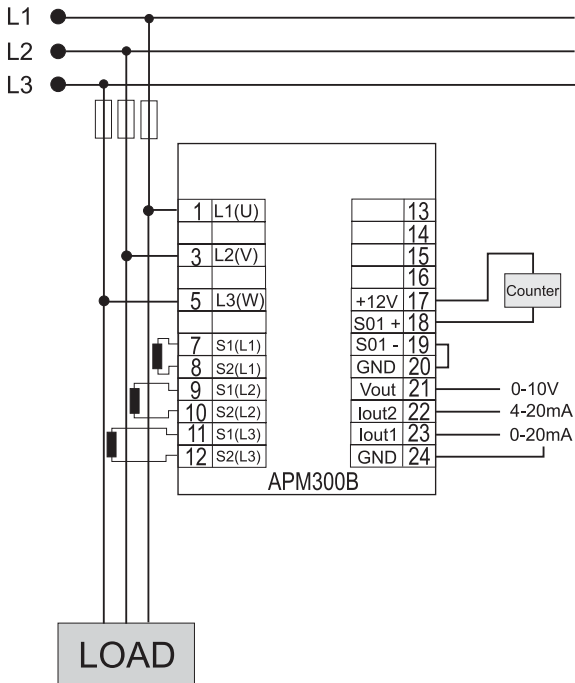 L1
L2
L3
1 L1(U)
3 L2(V)
5 L3(W)
7 S1(L1)
8 S2(L1)
9 S1(L2)
10 S2(L2)
11 S1(L3)
12 S2(L3)
13
14
15
16
+12V 17
S01 + 18
S01 - 19
GND 20
Vout 21
Iout2 22
Iout1 23
GND 24
Counter
0-10V
4-20mA
0-20mA
APM300B
LOAD